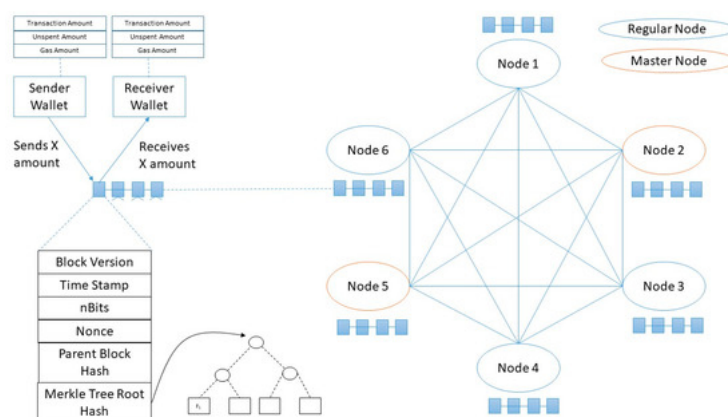 Transaction Amount
Unspent Amount
Gas Amount
Transaction Amount
Unspent Amount
Gas Amount
Sender
Wallet
Receiver
Wallet
Sends X
amount
Receives
X amount
Block Version
Time Stamp
nBits
Nonce
Parent Block
Hash
Merkle Tree Root
Hash
Regular Node
Master Node
Node 1
Node 6
Node 2
Node 5
Node 3
Node 4